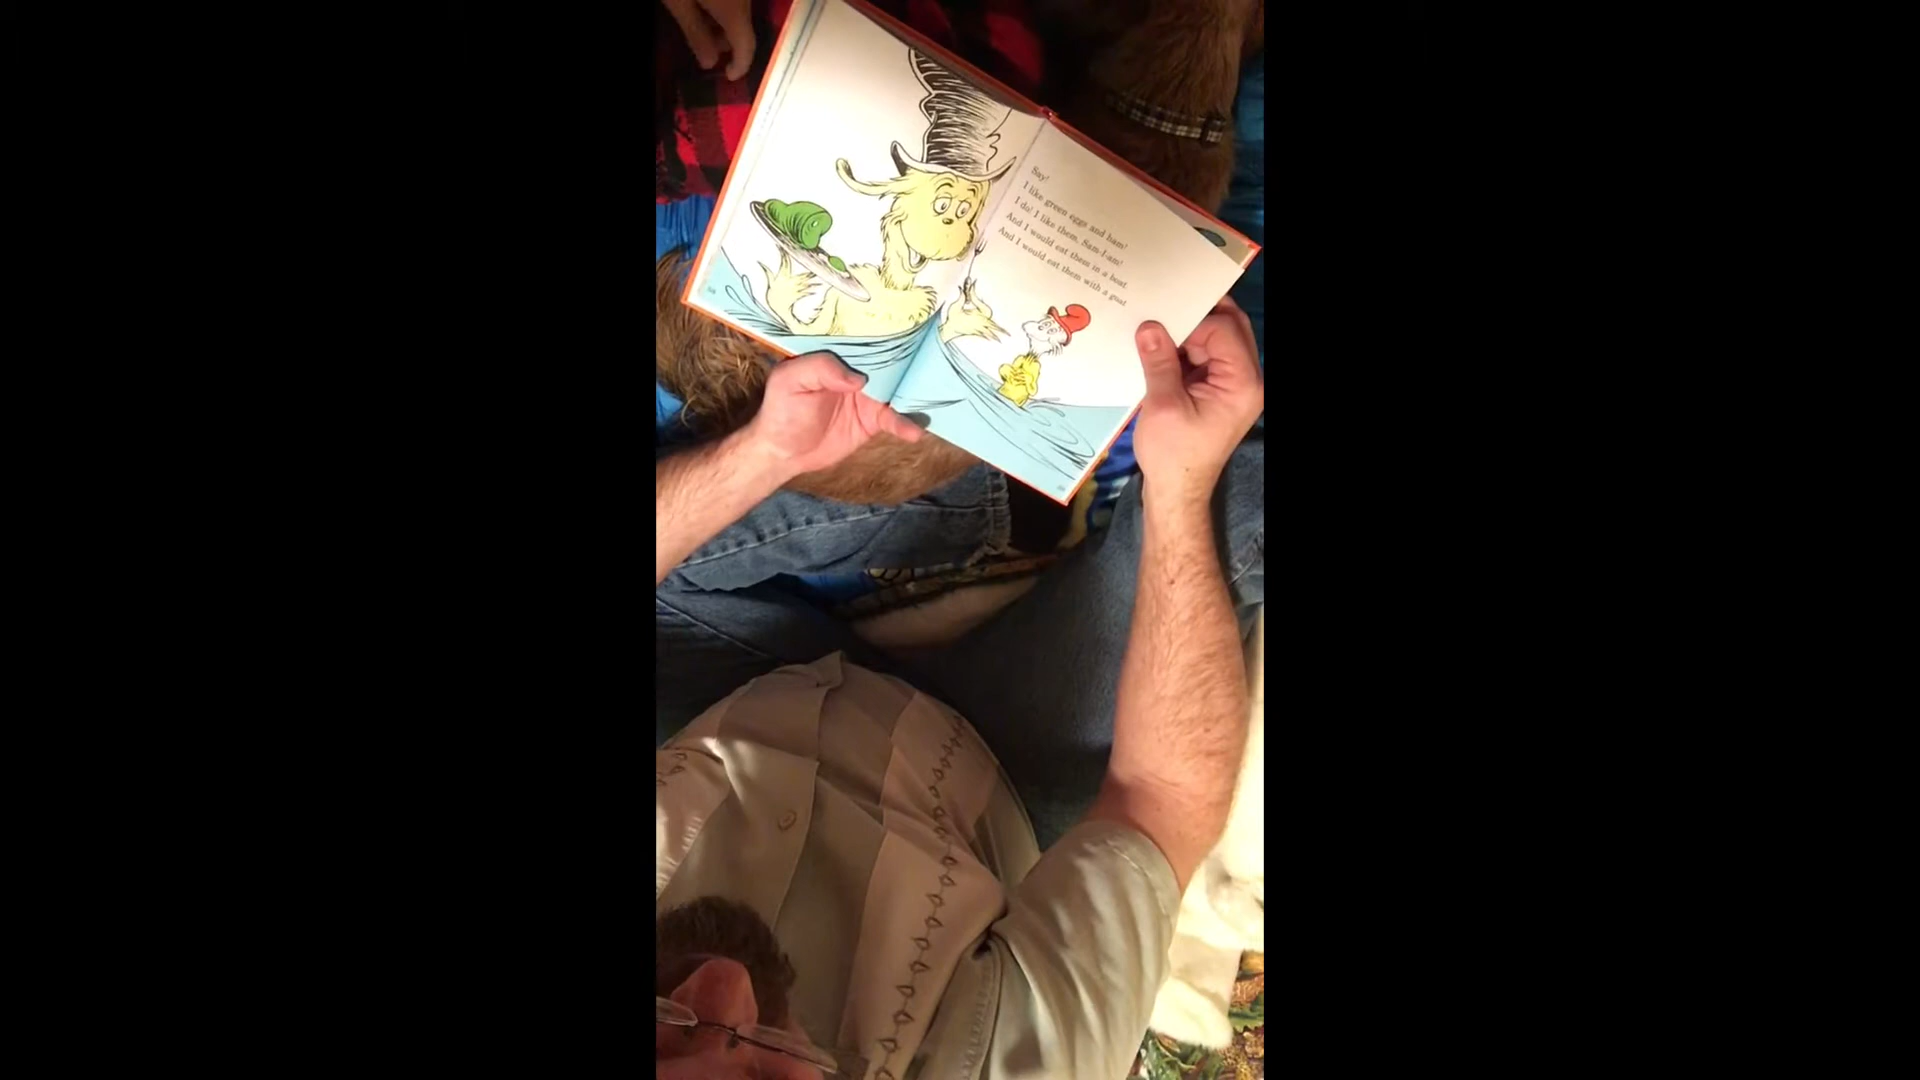 Say!
I like green eggs and ham!
I do! I like them, Sam-I-am!
And I would eat them in a boat.
And I would eat them with a goat